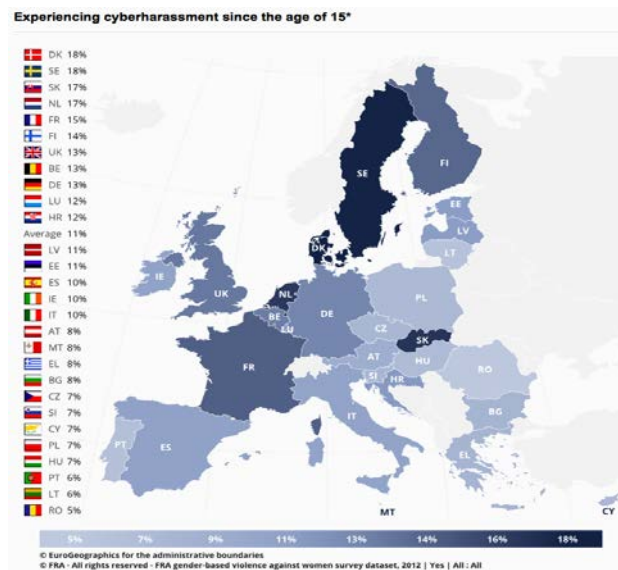 Experiencing cyberharassment since the age of 15*
DK 18%
SE 18%
SK 17%
NL 17%
FR 15%
FI 14%
UK 13%
BE 13%
DE 13%
LU 12%
HR 12%
Average 11%
LV 11%
EE 11%
ES 10%
IE 10%
IT 10%
AT 8%
MT 8%
EL 8%
BG 8%
CZ 7%
SI 7%
CY 7%
PL 7%
HU 7%
PT 6%
LT 6%
RO 5%
FI
SE
EE
LV
LT
DK
IE
UK
NL
BE
LU
DE
PL
CZ
SK
FR
AT
HU
SI
HR
RO
IT
BG
PT
ES
EL
MT
CY
5% 7% 9% 11% 13% 14% 16% 18%
© EuroGeographics for the administrative boundaries
© FRA - All rights reserved - FRA gender-based violence against women survey dataset, 2012 | Yes | All : All